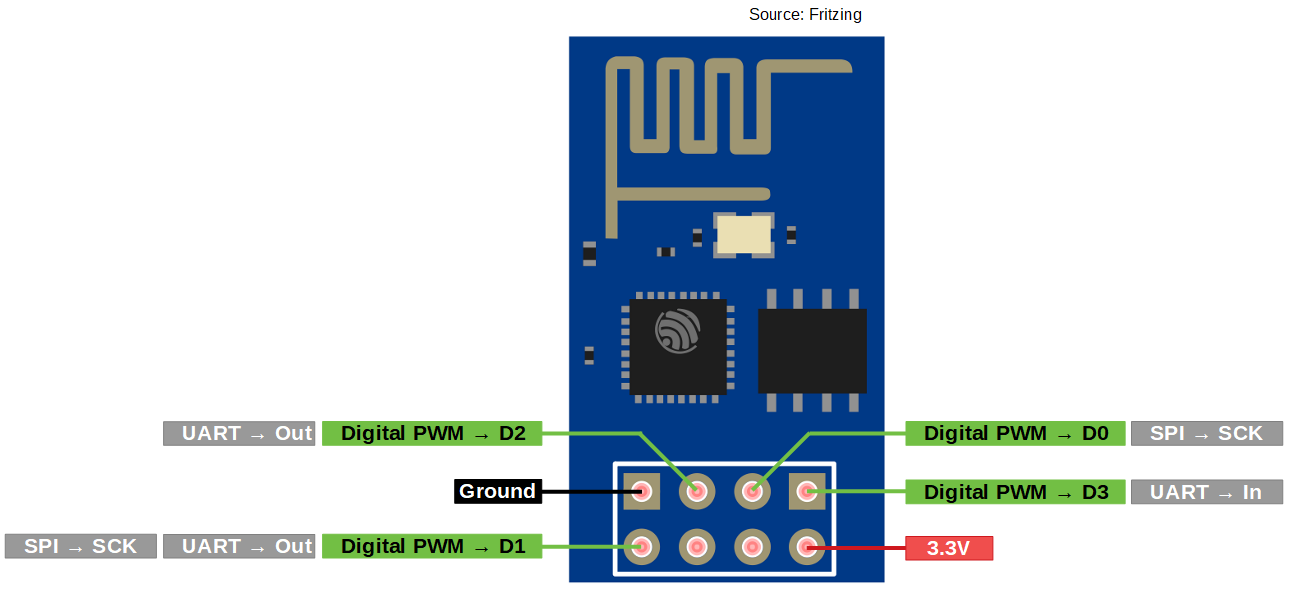 Source: Fritzing
UART → Out Digital PWM → D2
Digital PWM → D0 SPI → SCK
Ground
Digital PWM → D3 UART → In
SPI → SCK UART → Out Digital PWM → D1
3.3V